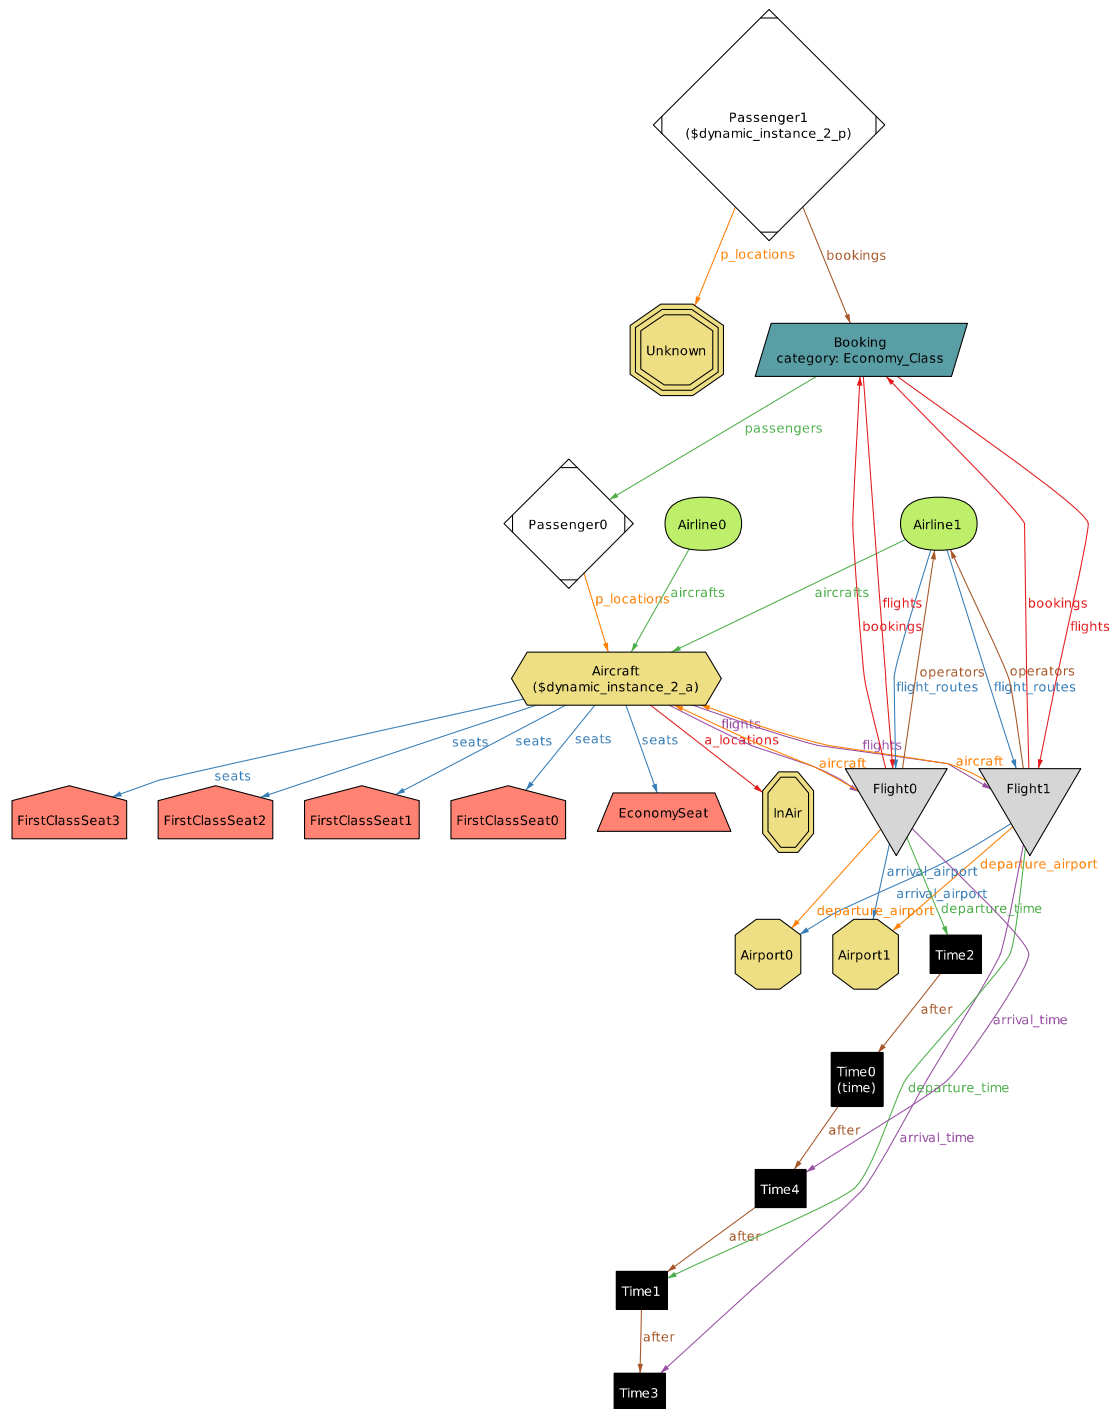 Passenger1
($dynamic_instance_2_p)
p_locations
bookings
Unknown
Booking
category: Economy_Class
passengers
Passenger0
Airline0
Airline1
p_locations
aircrafts
aircrafts
flights
bookings
bookings
flights
operators
operators
flight_routes
flight_routes
Aircraft
($dynamic_instance_2_a)
seats
seats
seats
seats
seats
a_locations
flights
flights
aircraft
aircraft
FirstClassSeat3
FirstClassSeat2
FirstClassSeat1
FirstClassSeat0
EconomySeat
InAir
Flight0
Flight1
arrival_airport
departure_airport
arrival_airport
departure_airport
departure_time
Airport0
Airport1
Time2
after
arrival_time
Time0
(time)
departure_time
after
arrival_time
Time4
after
Time1
after
Time3